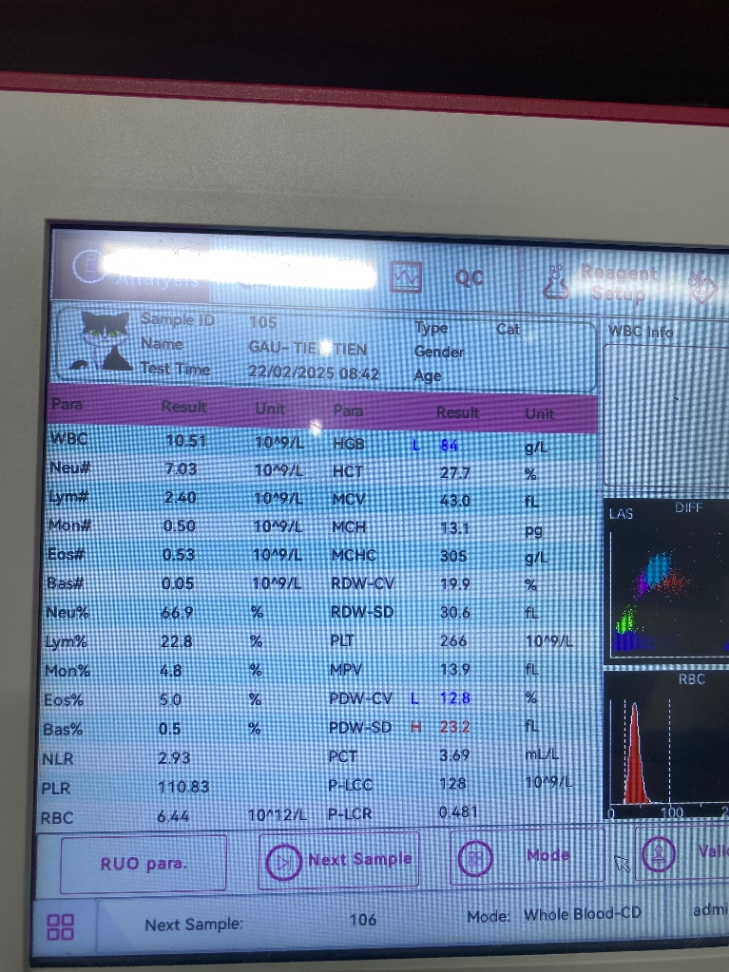 Analysis
QC
Reagent
Setup
Sample ID 105 Type Cat
Name GAU- TIE TIEN Gender
Test Time 22/02/2025 08:42 Age
WBC Info
Para Result Unit Para Result Unit
WBC 10.51 10^9/L HGB L 84 g/L
Neu# 7.03 10^9/L HCT 27.7 %
Lym# 2.40 10^9/L MCV 43.0 fL
Mon# 0.50 10^9/L MCH 13.1 pg
Eos# 0.53 10^9/L MCHC 305 g/L
Bas# 0.05 10^9/L RDW-CV 19.9 %
Neu% 66.9 % RDW-SD 30.6 fL
Lym% 22.8 % PLT 266 10^9/L
Mon% 4.8 % MPV 13.9 fL
Eos% 5.0 % PDW-CV L 12.8 %
Bas% 0.5 % PDW-SD H 23.2 fL
NLR 2.93 PCT 3.69 mL/L
PLR 110.83 P-LCC 128 10^9/L
RBC 6.44 10^12/L P-LCR 0.481
LAS DIFF
RBC
0 100
RUO para. Next Sample Mode
Next Sample: 106 Mode: Whole Blood-CD admi